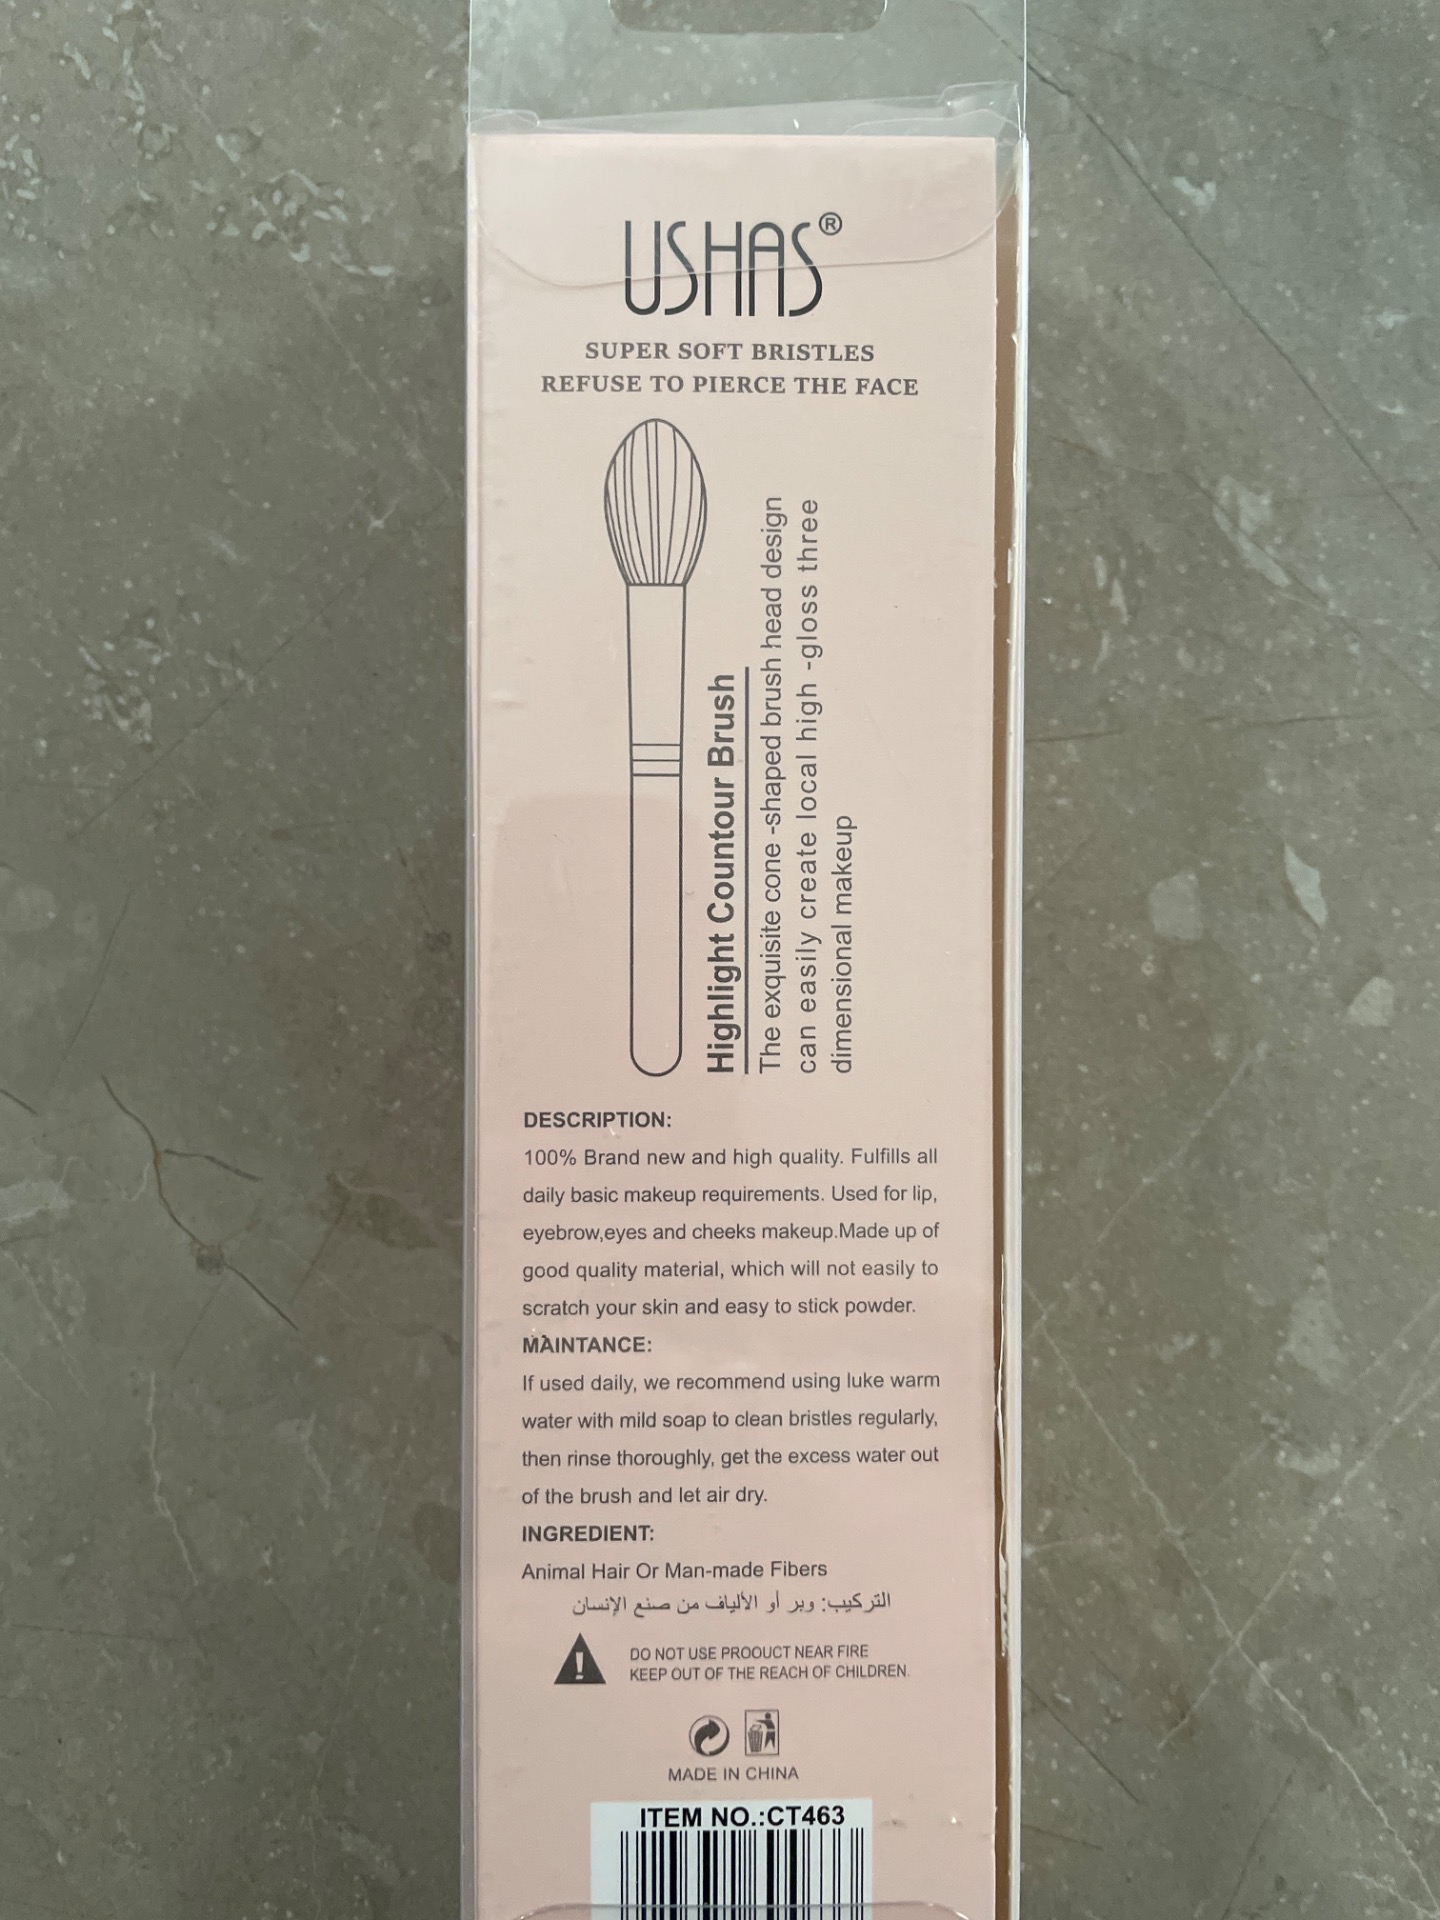 USHAS®
SUPER SOFT BRISTLES
REFUSE TO PIERCE THE FACE
Highlight Countour Brush
The exquisite cone -shaped brush head design
can easily create local high -gloss three
dimensional makeup
DESCRIPTION:
100% Brand new and high quality. Fulfills all
daily basic makeup requirements. Used for lip,
eyebrow,eyes and cheeks makeup.Made up of
good quality material, which will not easily to
scratch your skin and easy to stick powder.
MAINTANCE:
If used daily, we recommend using luke warm
water with mild soap to clean bristles regularly,
then rinse thoroughly, get the excess water out
of the brush and let air dry.
INGREDIENT:
Animal Hair Or Man-made Fibers
التركيب: وبر أو الألياف من صنع الإنسان
DO NOT USE PROOUCT NEAR FIRE
KEEP OUT OF THE REACH OF CHILDREN.
MADE IN CHINA
ITEM NO.:CT463